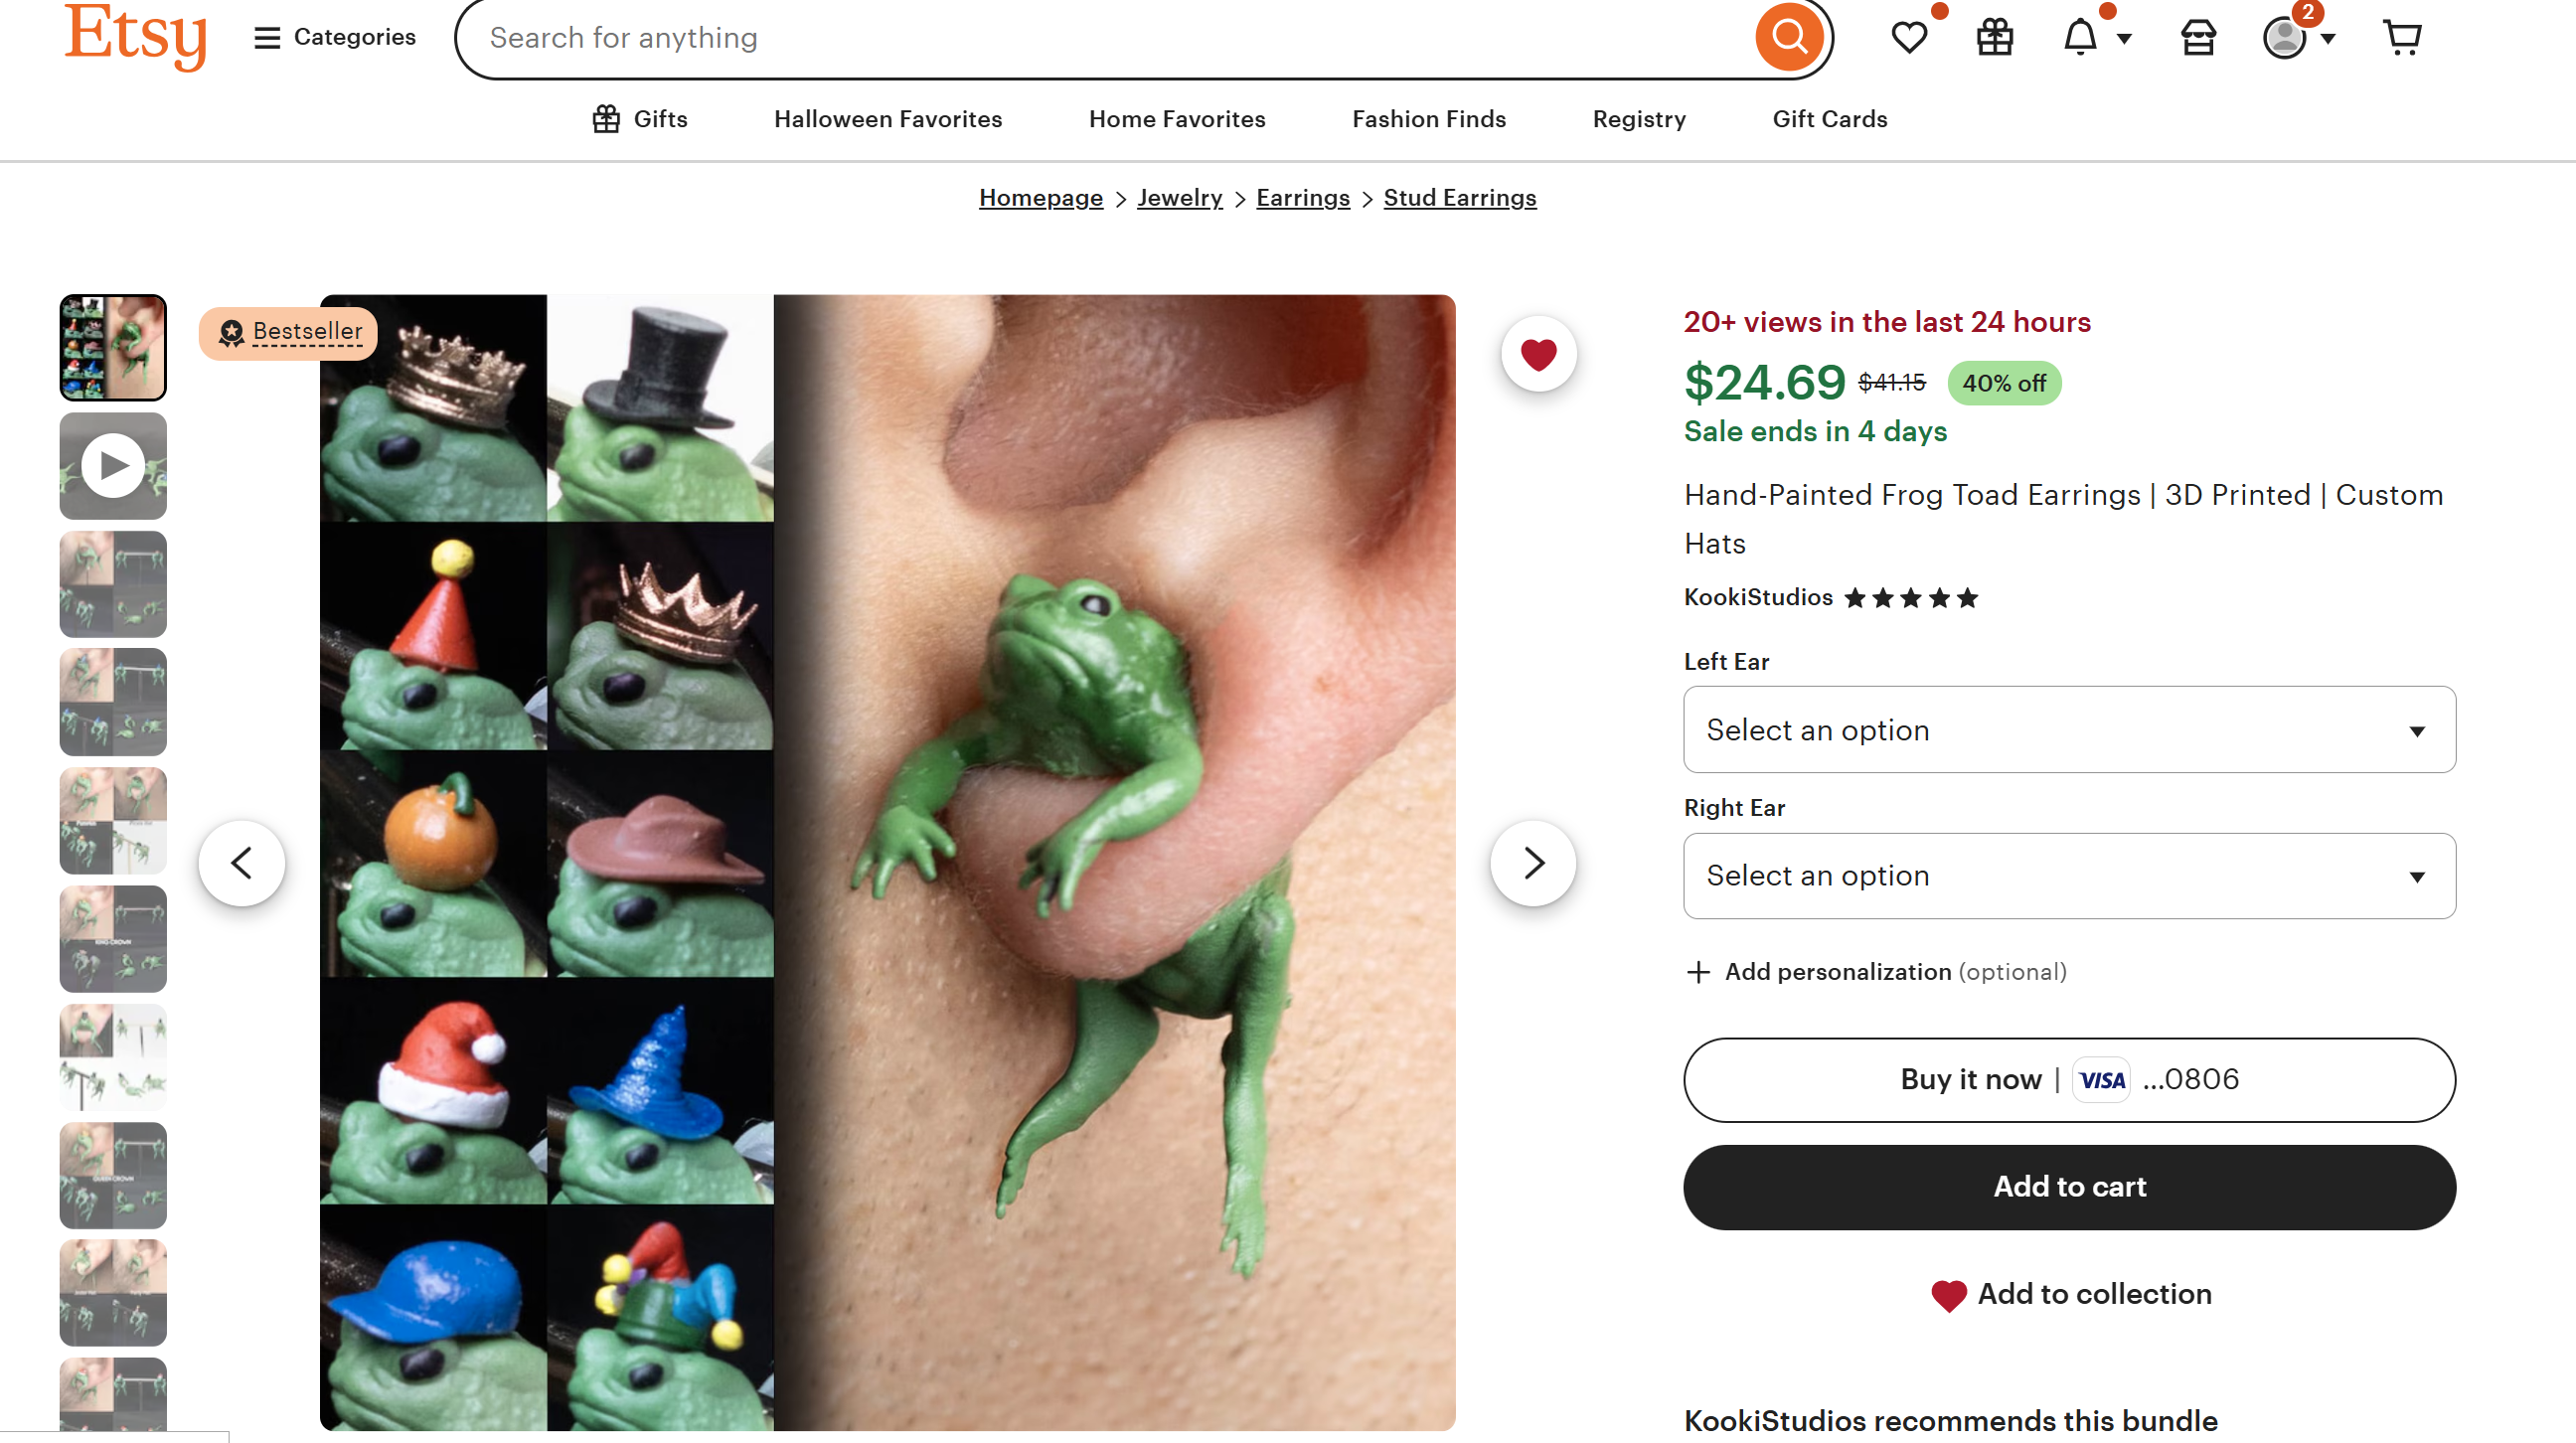 Etsy
Categories
Search for anything
2
Gifts
Halloween Favorites
Home Favorites
Fashion Finds
Registry
Gift Cards
Homepage > Jewelry > Earrings > Stud Earrings
Bestseller
20+ views in the last 24 hours
$24.69 $41.15 40% off
Sale ends in 4 days
Hand-Painted Frog Toad Earrings | 3D Printed | Custom
Hats
KookiStudios
Left Ear
Select an option
Right Ear
Select an option
Add personalization (optional)
Buy it now | VISA ...0806
Add to cart
Add to collection
KookiStudios recommends this bundle
KING CROWN
QUEEN CROWN